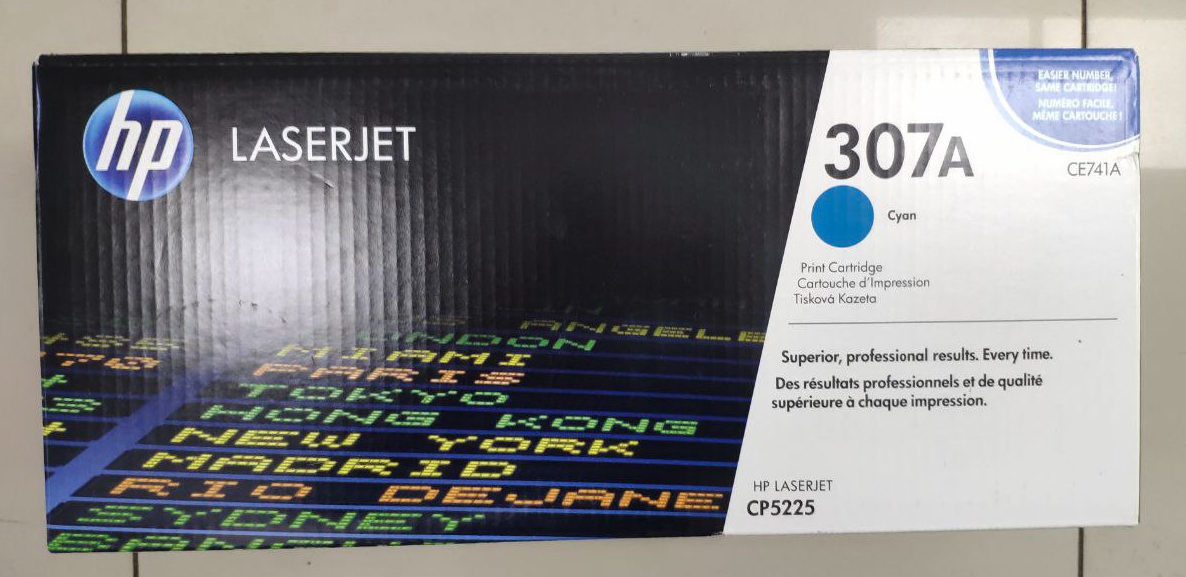 hp LASERJET
EASIER NUMBER,
SAME CARTRIDGE!
NUMÉRO FACILE,
MÊME CARTOUCHE!
307A
CE741A
Cyan
Print Cartridge
Cartouche d'Impression
Tisková Kazeta
Superior, professional results. Every time.
Des résultats professionnels et de qualité
supérieure à chaque impression.
HP LASERJET
CP5225
MIAMI
PARIS
TOKYO
HONG KONG
NEW YORK
MADRID
RIO DEJANE
SYDNEY